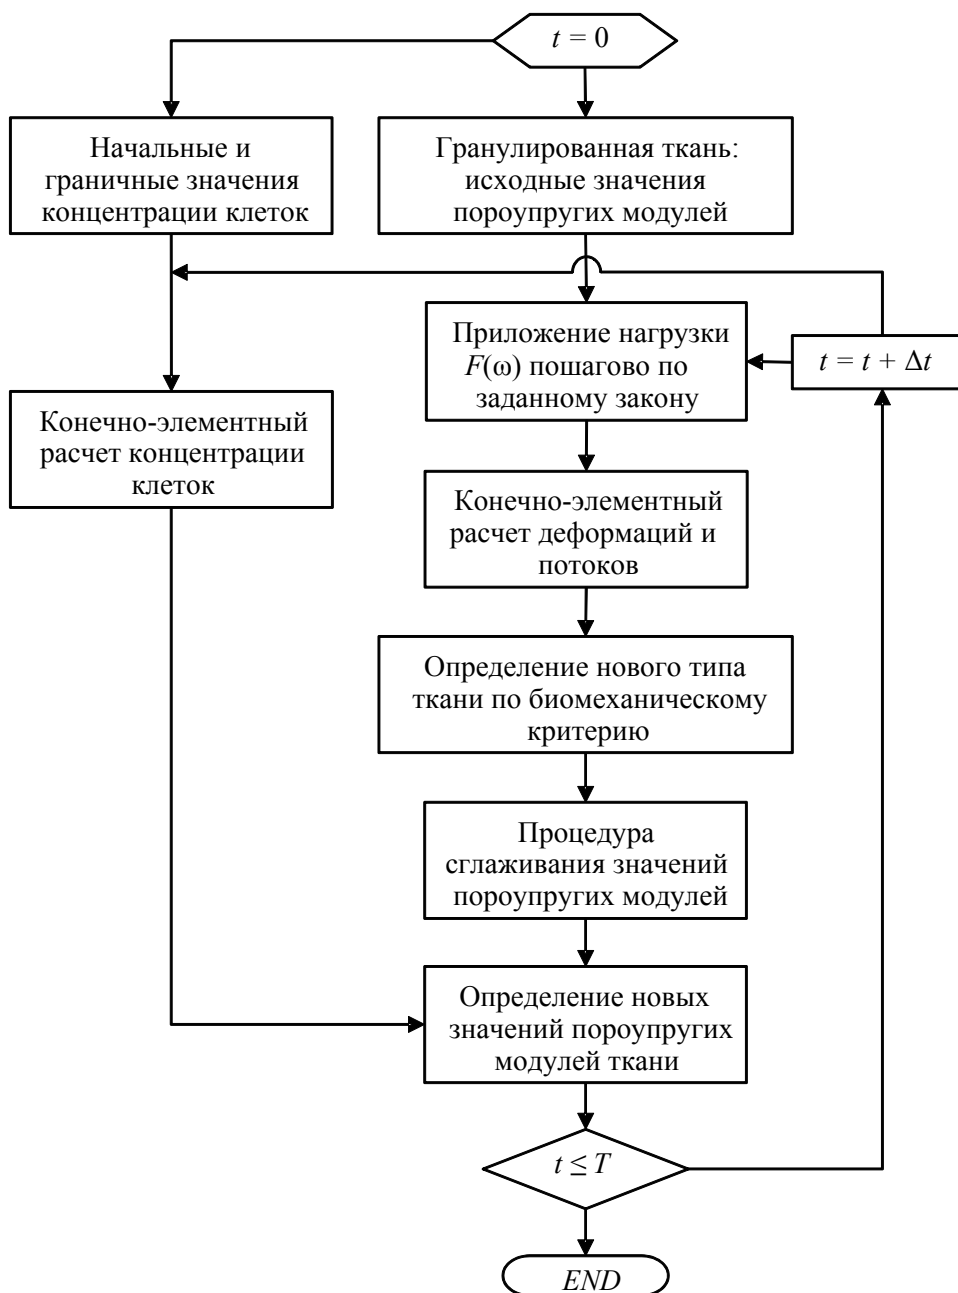 t = 0
Начальные и
граничные значения
концентрации клеток
Гранулированная ткань:
исходные значения
пороупругих модулей
Приложение нагрузки
F(ω) пошагово по
заданному закону
t = t + Δt
Конечно-элементный
расчет концентрации
клеток
Конечно-элементный
расчет деформаций и
потоков
Определение нового типа
ткани по биомеханическому
критерию
Процедура
сглаживания значений
пороупругих модулей
Определение новых
значений пороупругих
модулей ткани
t ≤ T
END